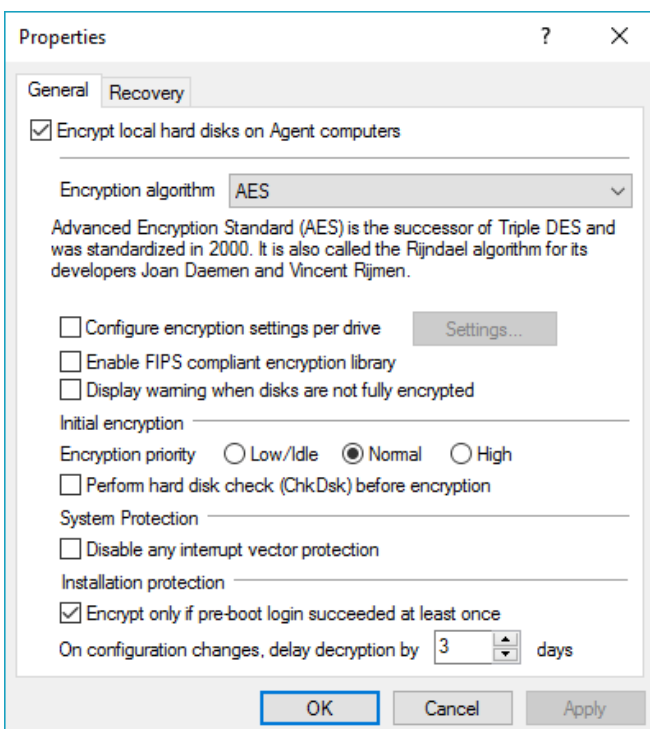 Properties
?
General Recovery
Encrypt local hard disks on Agent computers
Encryption algorithm AES
Advanced Encryption Standard (AES) is the successor of Triple DES and
was standardized in 2000. It is also called the Rijndael algorithm for its
developers Joan Daemen and Vincent Rijmen.
Configure encryption settings per drive Settings...
Enable FIPS compliant encryption library
Display warning when disks are not fully encrypted
Initial encryption
Encryption priority Low/Idle Normal High
Perform hard disk check (ChkDsk) before encryption
System Protection
Disable any interrupt vector protection
Installation protection
Encrypt only if pre-boot login succeeded at least once
On configuration changes, delay decryption by 3 days
OK Cancel Apply